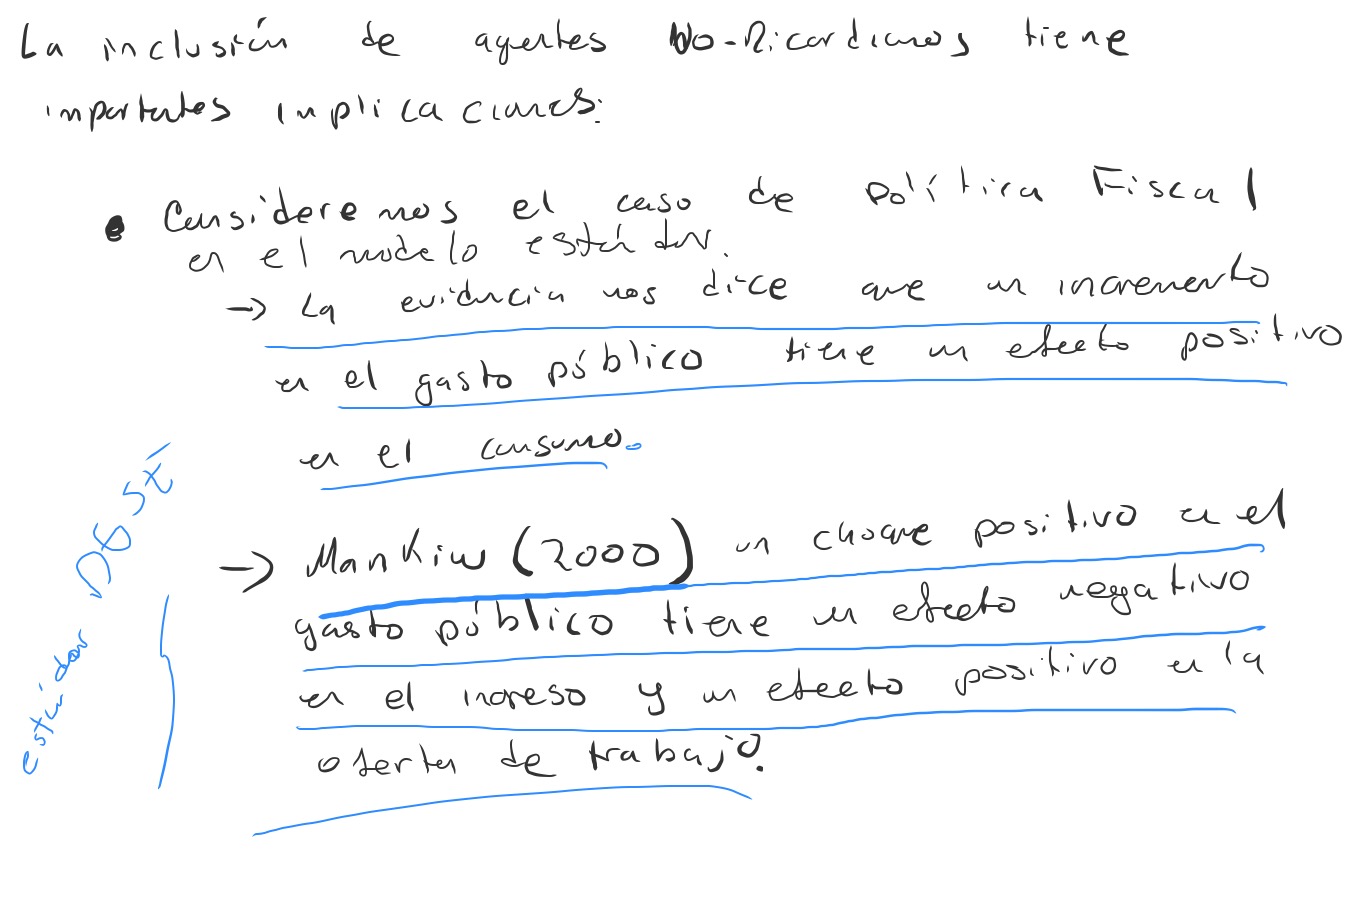 La inclusión de agentes No-Ricardianos tiene
importantes implicaciones:
• Consideremos el caso de política Fiscal
en el modelo estándar.
→ La evidencia nos dice que un incremento
en el gasto público tiene un efecto positivo
en el consumo.
→ Mankiw (2000) un choque positivo en el
gasto público tiene un efecto negativo
en el ingreso y un efecto positivo en la
oferta de trabajo.
estándar DGSE